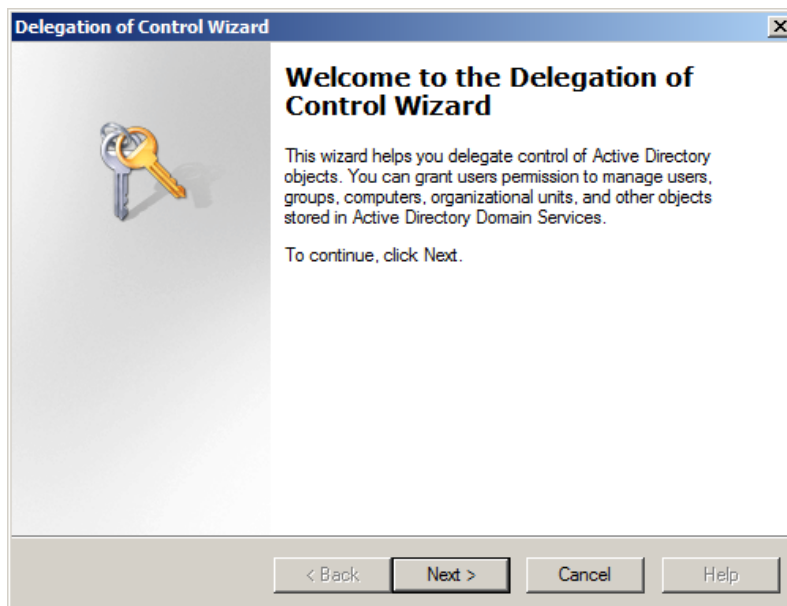 Delegation of Control Wizard
Welcome to the Delegation of
Control Wizard
This wizard helps you delegate control of Active Directory
objects. You can grant users permission to manage users,
groups, computers, organizational units, and other objects
stored in Active Directory Domain Services.
To continue, click Next.
< Back
Next >
Cancel
Help